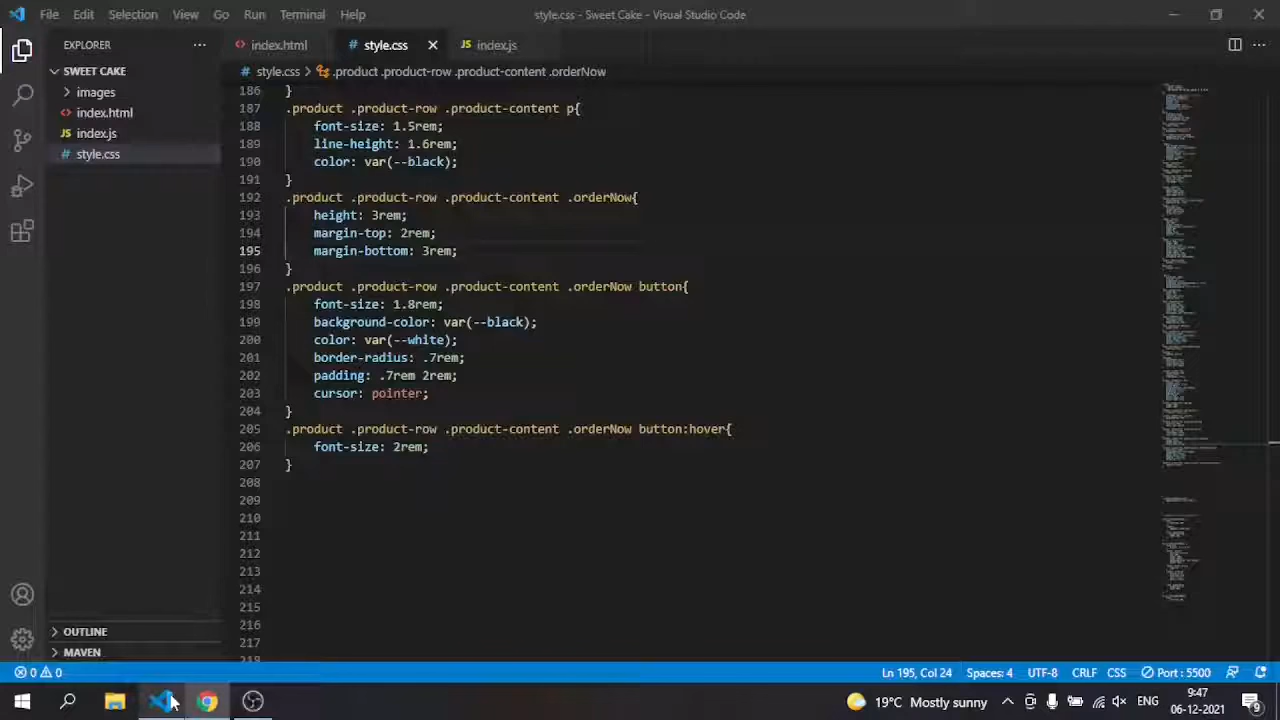 File Edit Selection View Go Run Terminal Help style.css - Sweet Cake - Visual Studio Code
EXPLORER
index.html style.css index.js
SWEET CAKE
style.css > .product .product-row .product-content .orderNow
images
index.html
index.js
style.css
186 }
187 .product .product-row .product-content p{
188 font-size: 1.5rem;
189 line-height: 1.6rem;
190 color: var(--black);
191 }
192 .product .product-row .product-content .orderNow{
193 height: 3rem;
194 margin-top: 2rem;
195 margin-bottom: 3rem;
196 }
197 .product .product-row .product-content .orderNow button{
198 font-size: 1.8rem;
199 background-color: var(--black);
200 color: var(--white);
201 border-radius: .7rem;
202 padding: .7rem 2rem;
203 cursor: pointer;
204 }
205 .product .product-row .product-content .orderNow button:hover{
206 font-size: 2rem;
207 }
208
209
210
211
212
213
214
215
216
217
218
OUTLINE
MAVEN
0 0 Ln 195, Col 24 Spaces: 4 UTF-8 CRLF CSS Port : 5500
19°C Mostly sunny ENG 9:47
06-12-2021 9